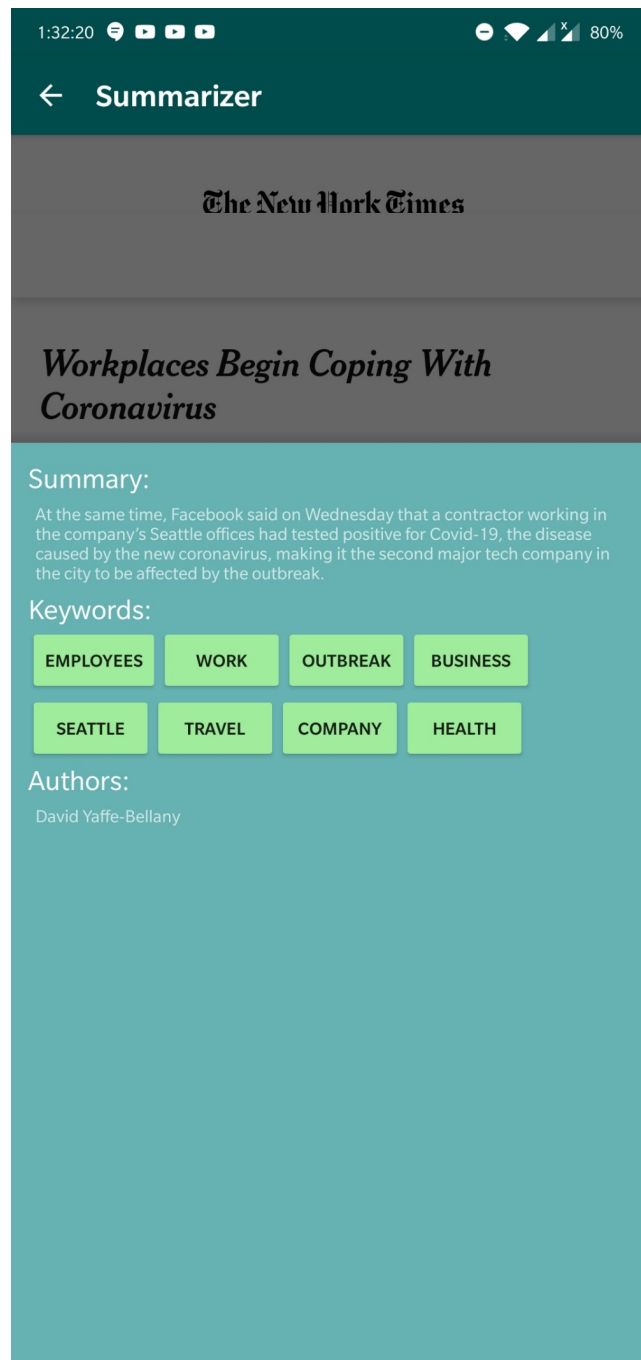 1:32:20 80%
Summarizer
The New York Times
Workplaces Begin Coping With
Coronavirus
Summary:
At the same time, Facebook said on Wednesday that a contractor working in
the company's Seattle offices had tested positive for Covid-19, the disease
caused by the new coronavirus, making it the second major tech company in
the city to be affected by the outbreak.
Keywords:
EMPLOYEES WORK OUTBREAK BUSINESS
SEATTLE TRAVEL COMPANY HEALTH
Authors:
David Yaffe-Bellany